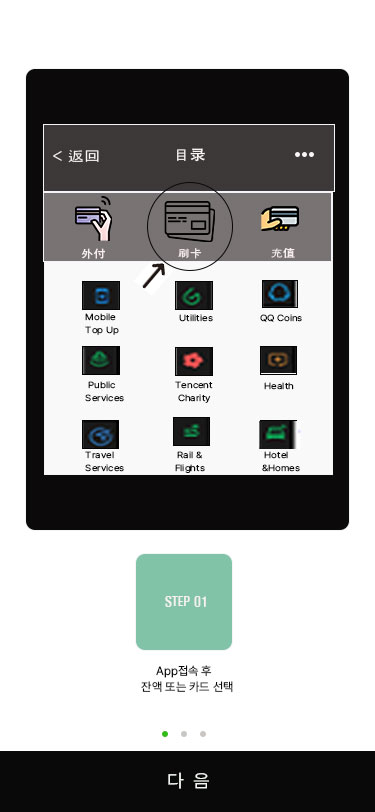 < 返回 目录 •••
外付 刷卡 充值
Mobile
Top Up
Utilities
QQ Coins
Public
Services
Tencent
Charity
Health
Travel
Services
Rail &
Flights
Hotel
&Homes
STEP 01
App접속 후
잔액 또는 카드 선택
다 음